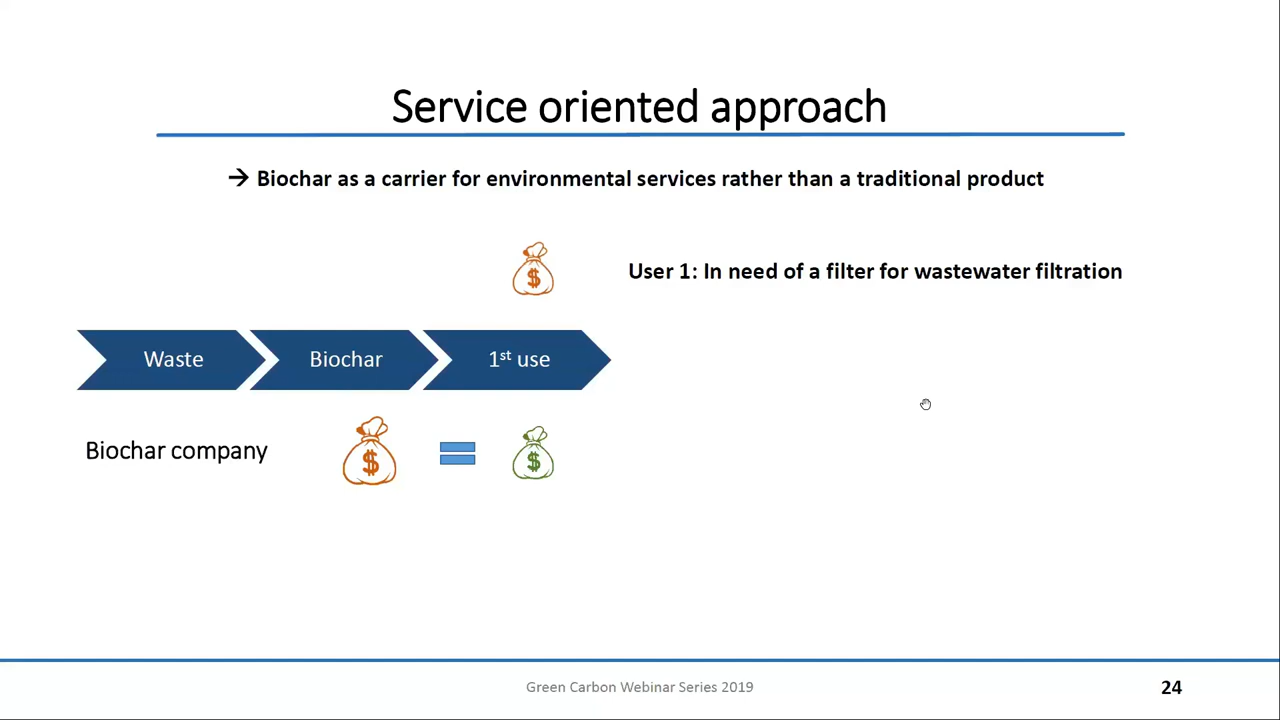 Service oriented approach
→ Biochar as a carrier for environmental services rather than a traditional product
$
User 1: In need of a filter for wastewater filtration
Waste
Biochar
1st use
Biochar company
$
=
$
Green Carbon Webinar Series 2019
24